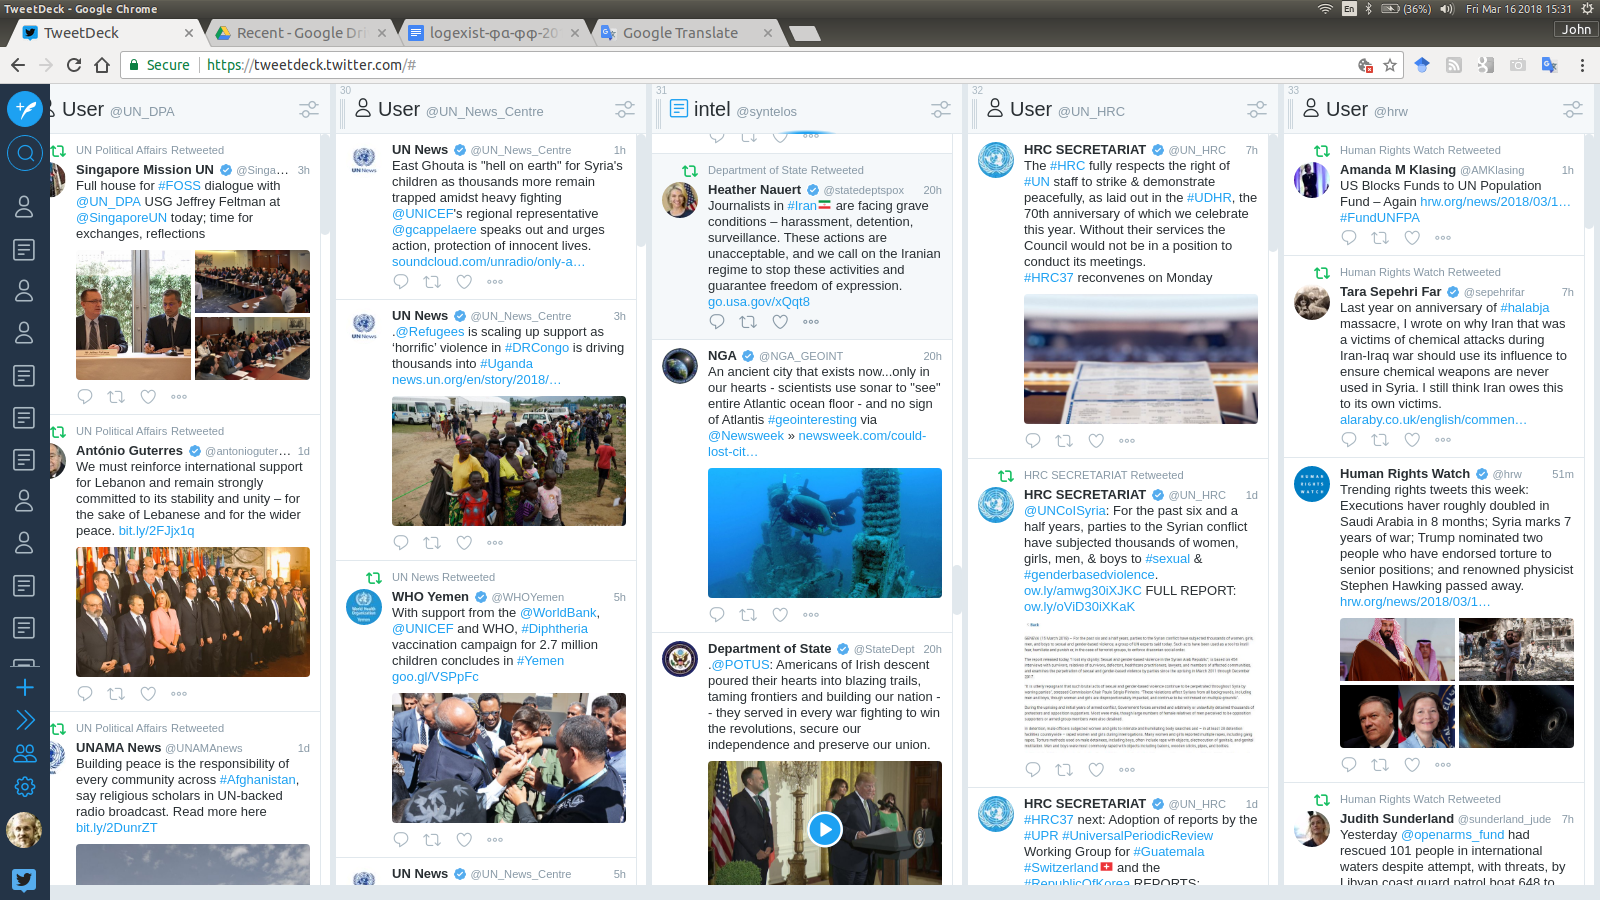 TweetDeck - Google Chrome
En (36%) Fri Mar 16 2018 15:31
TweetDeck
Recent - Google Dri
logexist-φα-φφ-20
Google Translate
John
Secure https://tweetdeck.twitter.com/#
User @UN_DPA
UN Political Affairs Retweeted
Singapore Mission UN @Singa... 3h
Full house for #FOSS dialogue with
@UN_DPA USG Jeffrey Feltman at
@SingaporeUN today; time for
exchanges, reflections
UN Political Affairs Retweeted
António Guterres @antonioguter... 1d
We must reinforce international support
for Lebanon and remain strongly
committed to its stability and unity – for
the sake of Lebanese and for the wider
peace. bit.ly/2FJjx1q
UN Political Affairs Retweeted
UNAMA News @UNAMAnews 1d
Building peace is the responsibility of
every community across #Afghanistan,
say religious scholars in UN-backed
radio broadcast. Read more here
bit.ly/2DunrZT
30
User @UN_News_Centre
UN News @UN_News_Centre 1h
East Ghouta is "hell on earth" for Syria's
children as thousands more remain
trapped amidst heavy fighting
@UNICEF's regional representative
@gcappelaere speaks out and urges
action, protection of innocent lives.
soundcloud.com/unradio/only-a…
UN News @UN_News_Centre 3h
.@Refugees is scaling up support as
‘horrific’ violence in #DRCongo is driving
thousands into #Uganda
news.un.org/en/story/2018/…
UN News Retweeted
WHO Yemen @WHOYemen 5h
With support from the @WorldBank,
@UNICEF and WHO, #Diphtheria
vaccination campaign for 2.7 million
children concludes in #Yemen
goo.gl/VSPpFc
UN News @UN_News_Centre 5h
31
intel @syntelos
Department of State Retweeted
Heather Nauert @statedeptspox 20h
Journalists in #Iran are facing grave
conditions – harassment, detention,
surveillance. These actions are
unacceptable, and we call on the Iranian
regime to stop these activities and
guarantee freedom of expression.
go.usa.gov/xQqt8
NGA @NGA_GEOINT 20h
An ancient city that exists now...only in
our hearts - scientists use sonar to "see"
entire Atlantic ocean floor - and no sign
of Atlantis #geointeresting via
@Newsweek » newsweek.com/could-
lost-cit…
Department of State @StateDept 20h
.@POTUS: Americans of Irish descent
poured their hearts into blazing trails,
taming frontiers and building our nation -
- they served in every war fighting to win
the revolutions, secure our
independence and preserve our union.
32
User @UN_HRC
HRC SECRETARIAT @UN_HRC 7h
The #HRC fully respects the right of
#UN staff to strike & demonstrate
peacefully, as laid out in the #UDHR, the
70th anniversary of which we celebrate
this year. Without their services the
Council would not be in a position to
conduct its meetings.
#HRC37 reconvenes on Monday
HRC SECRETARIAT Retweeted
HRC SECRETARIAT @UN_HRC 1d
@UNCoISyria: For the past six and a
half years, parties to the Syrian conflict
have subjected thousands of women,
girls, men, & boys to #sexual &
#genderbasedviolence.
ow.ly/amwg30iXJKC FULL REPORT:
ow.ly/oViD30iXKaK
HRC SECRETARIAT @UN_HRC 1d
#HRC37 next: Adoption of reports by the
#UPR #UniversalPeriodicReview
Working Group for #Guatemala
#Switzerland and the
#RepublicOfKorea REPORTS:
33
User @hrw
Human Rights Watch Retweeted
Amanda M Klasing @AMKlasing 1h
US Blocks Funds to UN Population
Fund – Again hrw.org/news/2018/03/1…
#FundUNFPA
Human Rights Watch Retweeted
Tara Sepehri Far @sepehrifar 7h
Last year on anniversary of #halabja
massacre, I wrote on why Iran that was
a victims of chemical attacks during
Iran-Iraq war should use its influence to
ensure chemical weapons are never
used in Syria. I still think Iran owes this
to its own victims.
alaraby.co.uk/english/commen…
Human Rights Watch @hrw 51m
Trending rights tweets this week:
Executions haver roughly doubled in
Saudi Arabia in 8 months; Syria marks 7
years of war; Trump nominated two
people who have endorsed torture to
senior positions; and renowned physicist
Stephen Hawking passed away.
hrw.org/news/2018/03/1…
Human Rights Watch Retweeted
Judith Sunderland @sunderland_jude 7h
Yesterday @openarms_fund had
rescued 101 people in international
waters despite attempt, with threats, by
Libyan coast guard patrol boat 648 to